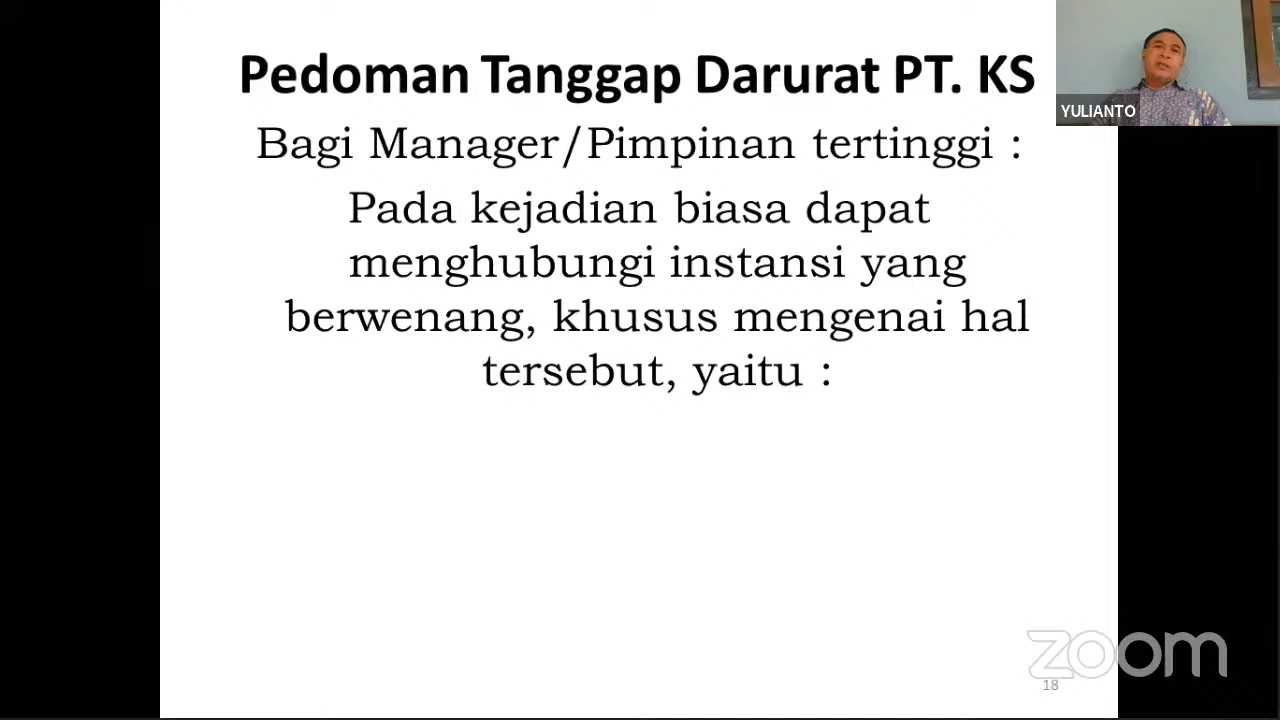 Pedoman Tanggap Darurat PT. KS
YULIANTO
Bagi Manager/Pimpinan tertinggi :
Pada kejadian biasa dapat
menghubungi instansi yang
berwenang, khusus mengenai hal
tersebut, yaitu :
zoom
18